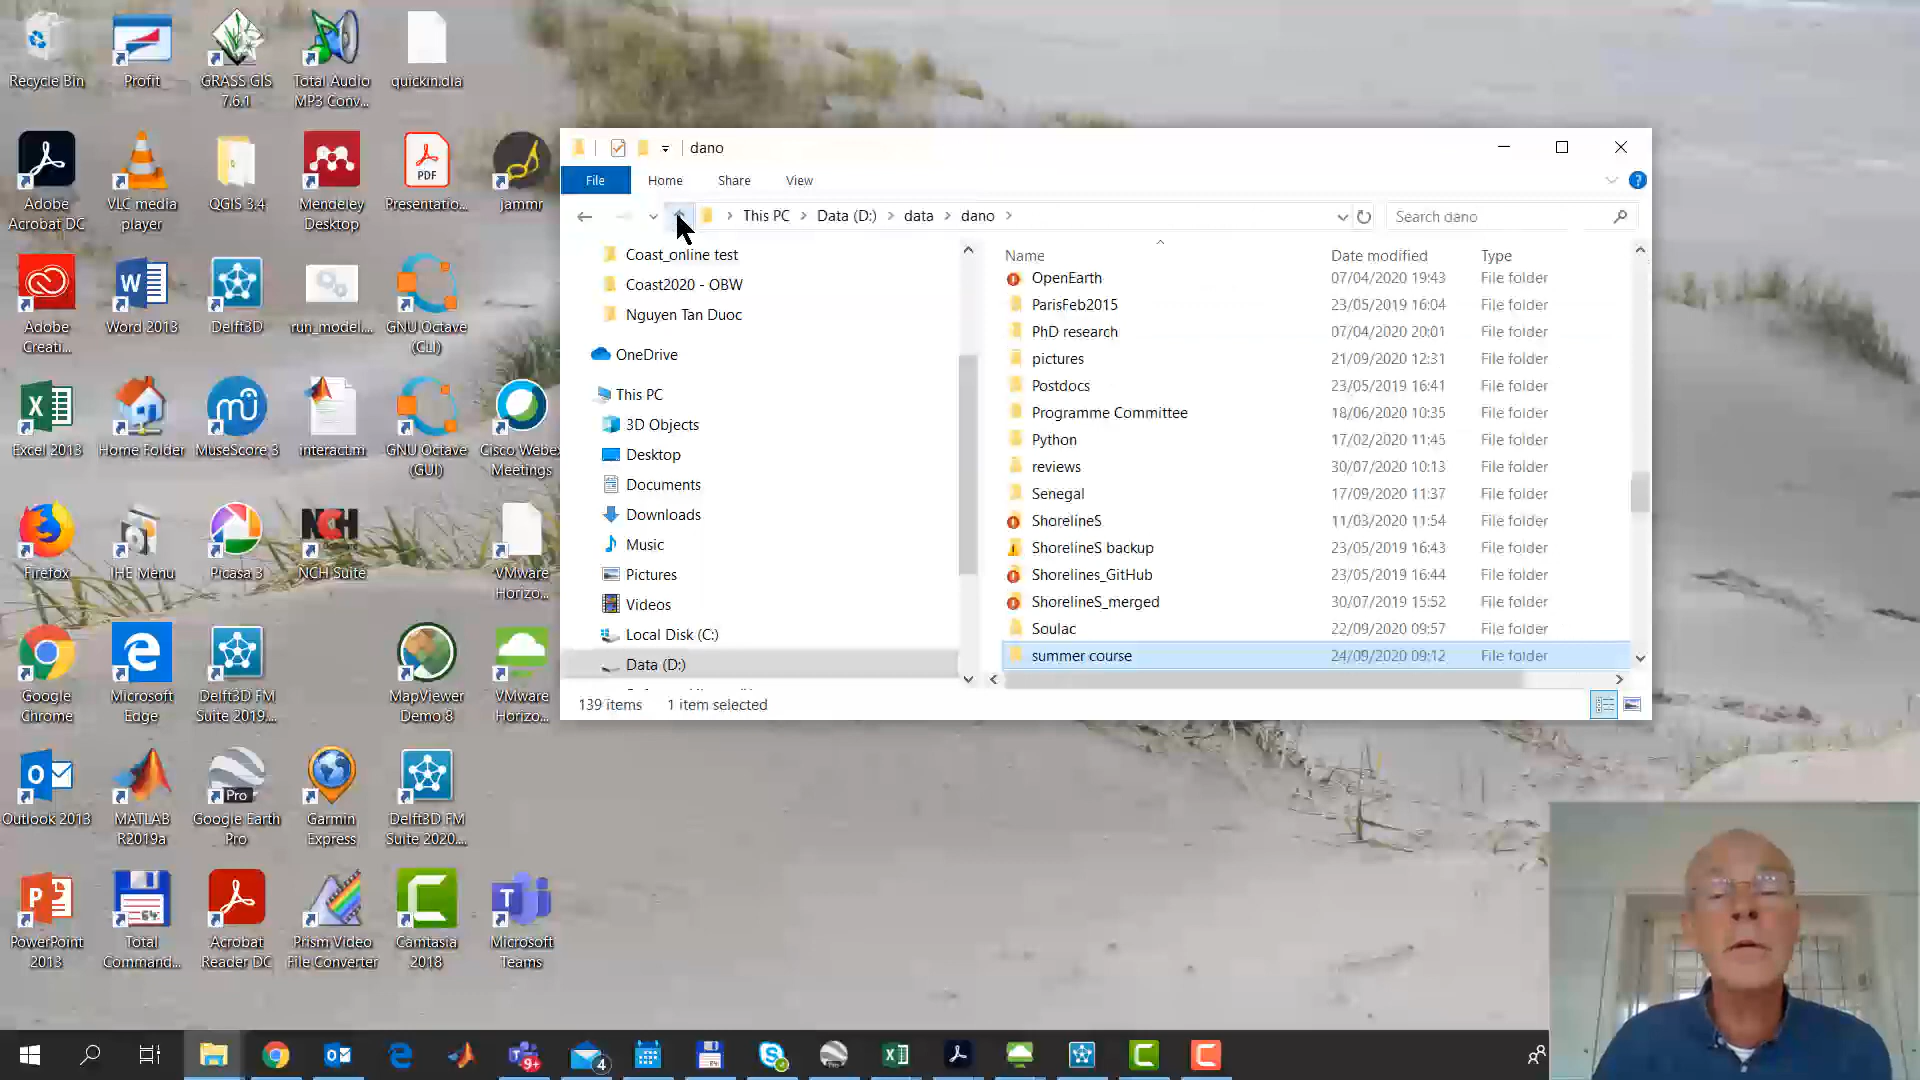 Recycle Bin
Profit
GRASS GIS
7.6.1
Total Audio
MP3 Conv...
quickin.dia
Adobe
Acrobat DC
VLC media
player
QGIS 3.4
Mendeley
Desktop
PDF
Presentatio...
jammr
Adobe
Creati...
Word 2013
Delft3D
run_model...
GNU Octave
(CLI)
Excel 2013
Home Folder
MuseScore 3
interact.m
GNU Octave
(GUI)
Cisco Webex
Meetings
Firefox
IHE Menu
Picasa 3
NCH
NCH Suite
VMware
Horizo...
Google
Chrome
Microsoft
Edge
Delft3D FM
Suite 2019...
MapViewer
Demo 8
VMware
Horizo...
Outlook 2013
MATLAB
R2019a
Pro
Google Earth
Pro
Garmin
Express
Delft3D FM
Suite 2020...
PowerPoint
2013
64
Total
Command...
Acrobat
Reader DC
Prism Video
File Converter
Camtasia
2018
Microsoft
Teams
dano
File
Home
Share
View
This PC
Data (D:)
data
dano
Search dano
Coast_online test
Coast2020 - OBW
Nguyen Tan Duoc
OneDrive
This PC
3D Objects
Desktop
Documents
Downloads
Music
Pictures
Videos
Local Disk (C:)
Data (D:)
Name Date modified Type
OpenEarth 07/04/2020 19:43 File folder
ParisFeb2015 23/05/2019 16:04 File folder
PhD research 07/04/2020 20:01 File folder
pictures 21/09/2020 12:31 File folder
Postdocs 23/05/2019 16:41 File folder
Programme Committee 18/06/2020 10:35 File folder
Python 17/02/2020 11:45 File folder
reviews 30/07/2020 10:13 File folder
Senegal 17/09/2020 11:37 File folder
ShorelineS 11/03/2020 11:54 File folder
ShorelineS backup 23/05/2019 16:43 File folder
Shorelines_GitHub 23/05/2019 16:44 File folder
ShorelineS_merged 30/07/2019 15:52 File folder
Soulac 22/09/2020 09:57 File folder
summer course 24/09/2020 09:12 File folder
139 items 1 item selected
9+
4